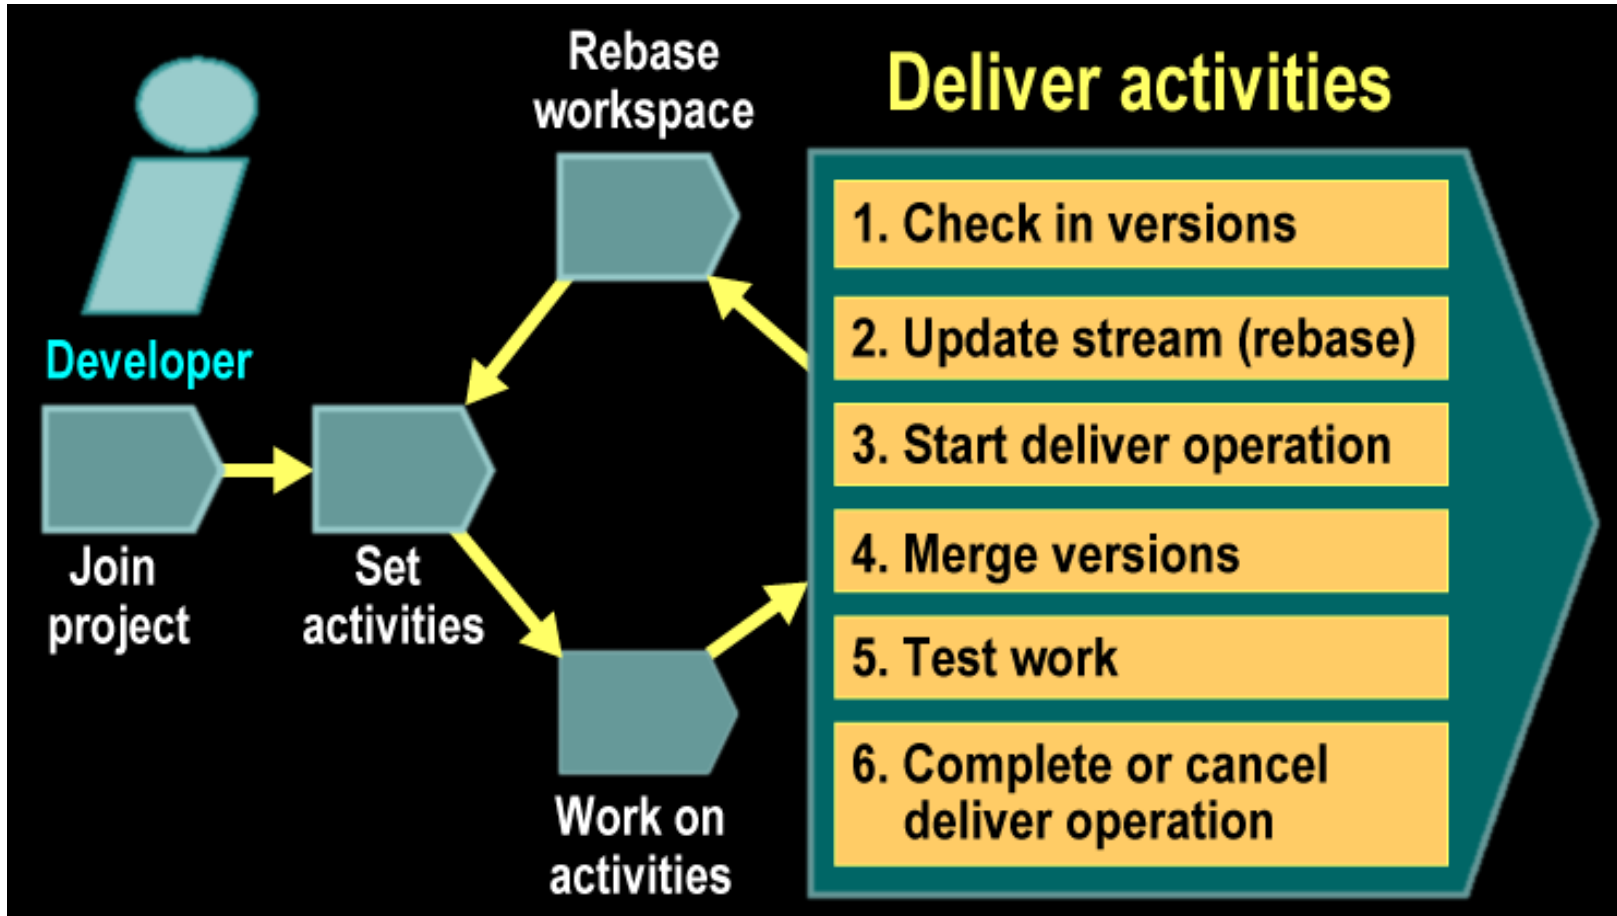 Rebase
workspace
Deliver activities
Developer
Join
project
Set
activities
Work on
activities
1. Check in versions
2. Update stream (rebase)
3. Start deliver operation
4. Merge versions
5. Test work
6. Complete or cancel
deliver operation